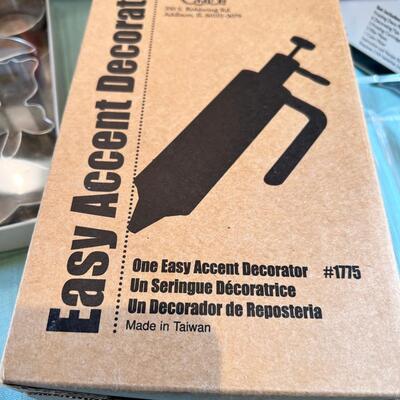 Easy Accent Decorat
One Easy Accent Decorator #1775
Un Seringue Décoratrice
Un Decorador de Reposteria
Made in Taiwan